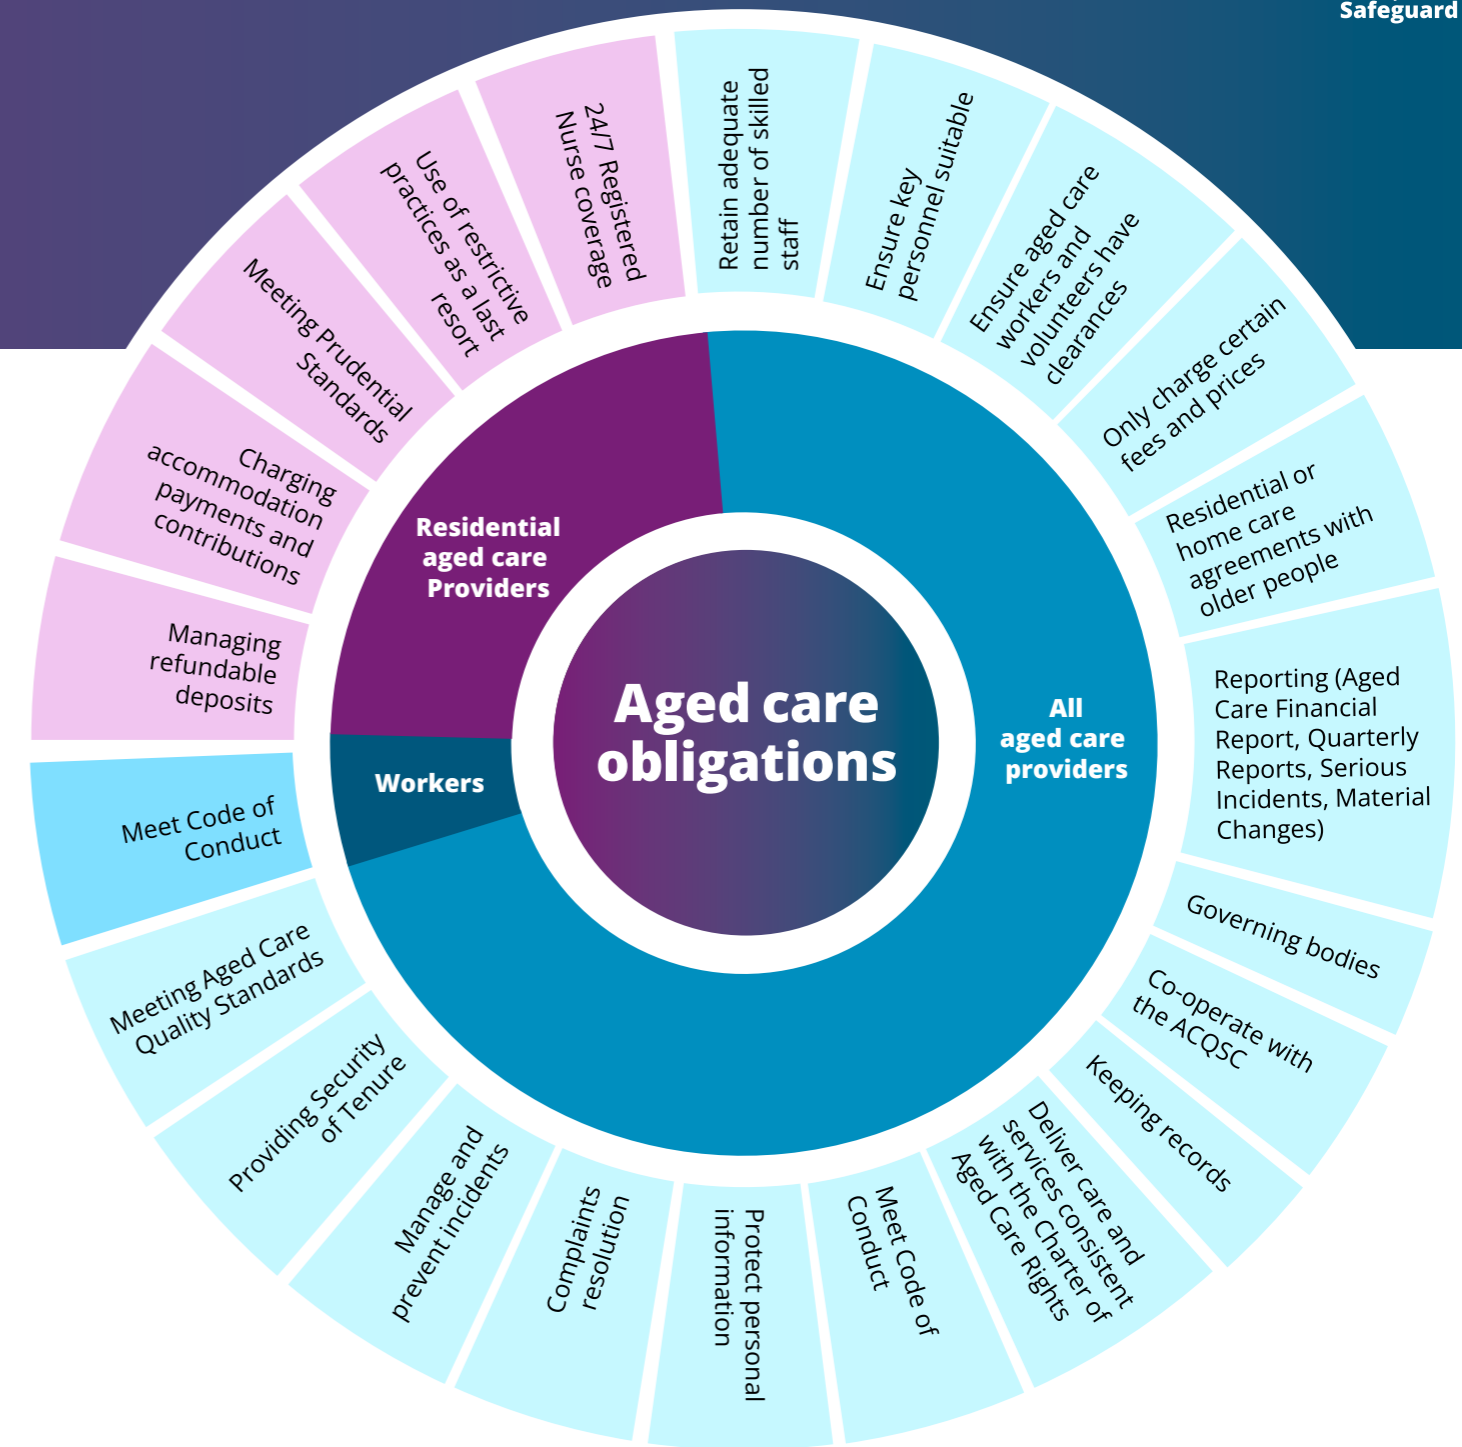 Safeguard
Aged care
obligations
All
aged care
providers
Retain adequate
number of skilled
staff
Ensure key
personnel suitable
Ensure aged care
workers and
volunteers have
clearances
Only charge certain
fees and prices
Residential or
home care
agreements with
older people
Reporting (Aged
Care Financial
Report, Quarterly
Reports, Serious
Incidents, Material
Changes)
Governing bodies
Co-operate with
the ACQSC
Keeping records
Deliver care and
services consistent
with the Charter of
Aged Care Rights
Meet Code of
Conduct
Protect personal
information
Complaints
resolution
Manage and
prevent incidents
Providing Security
of Tenure
Meeting Aged Care
Quality Standards
Workers
Meet Code of
Conduct
Residential
aged care
Providers
Managing
refundable
deposits
Charging
accommodation
payments and
contributions
Meeting Prudential
Standards
Use of restrictive
practices as a last
resort
24/7 Registered
Nurse coverage